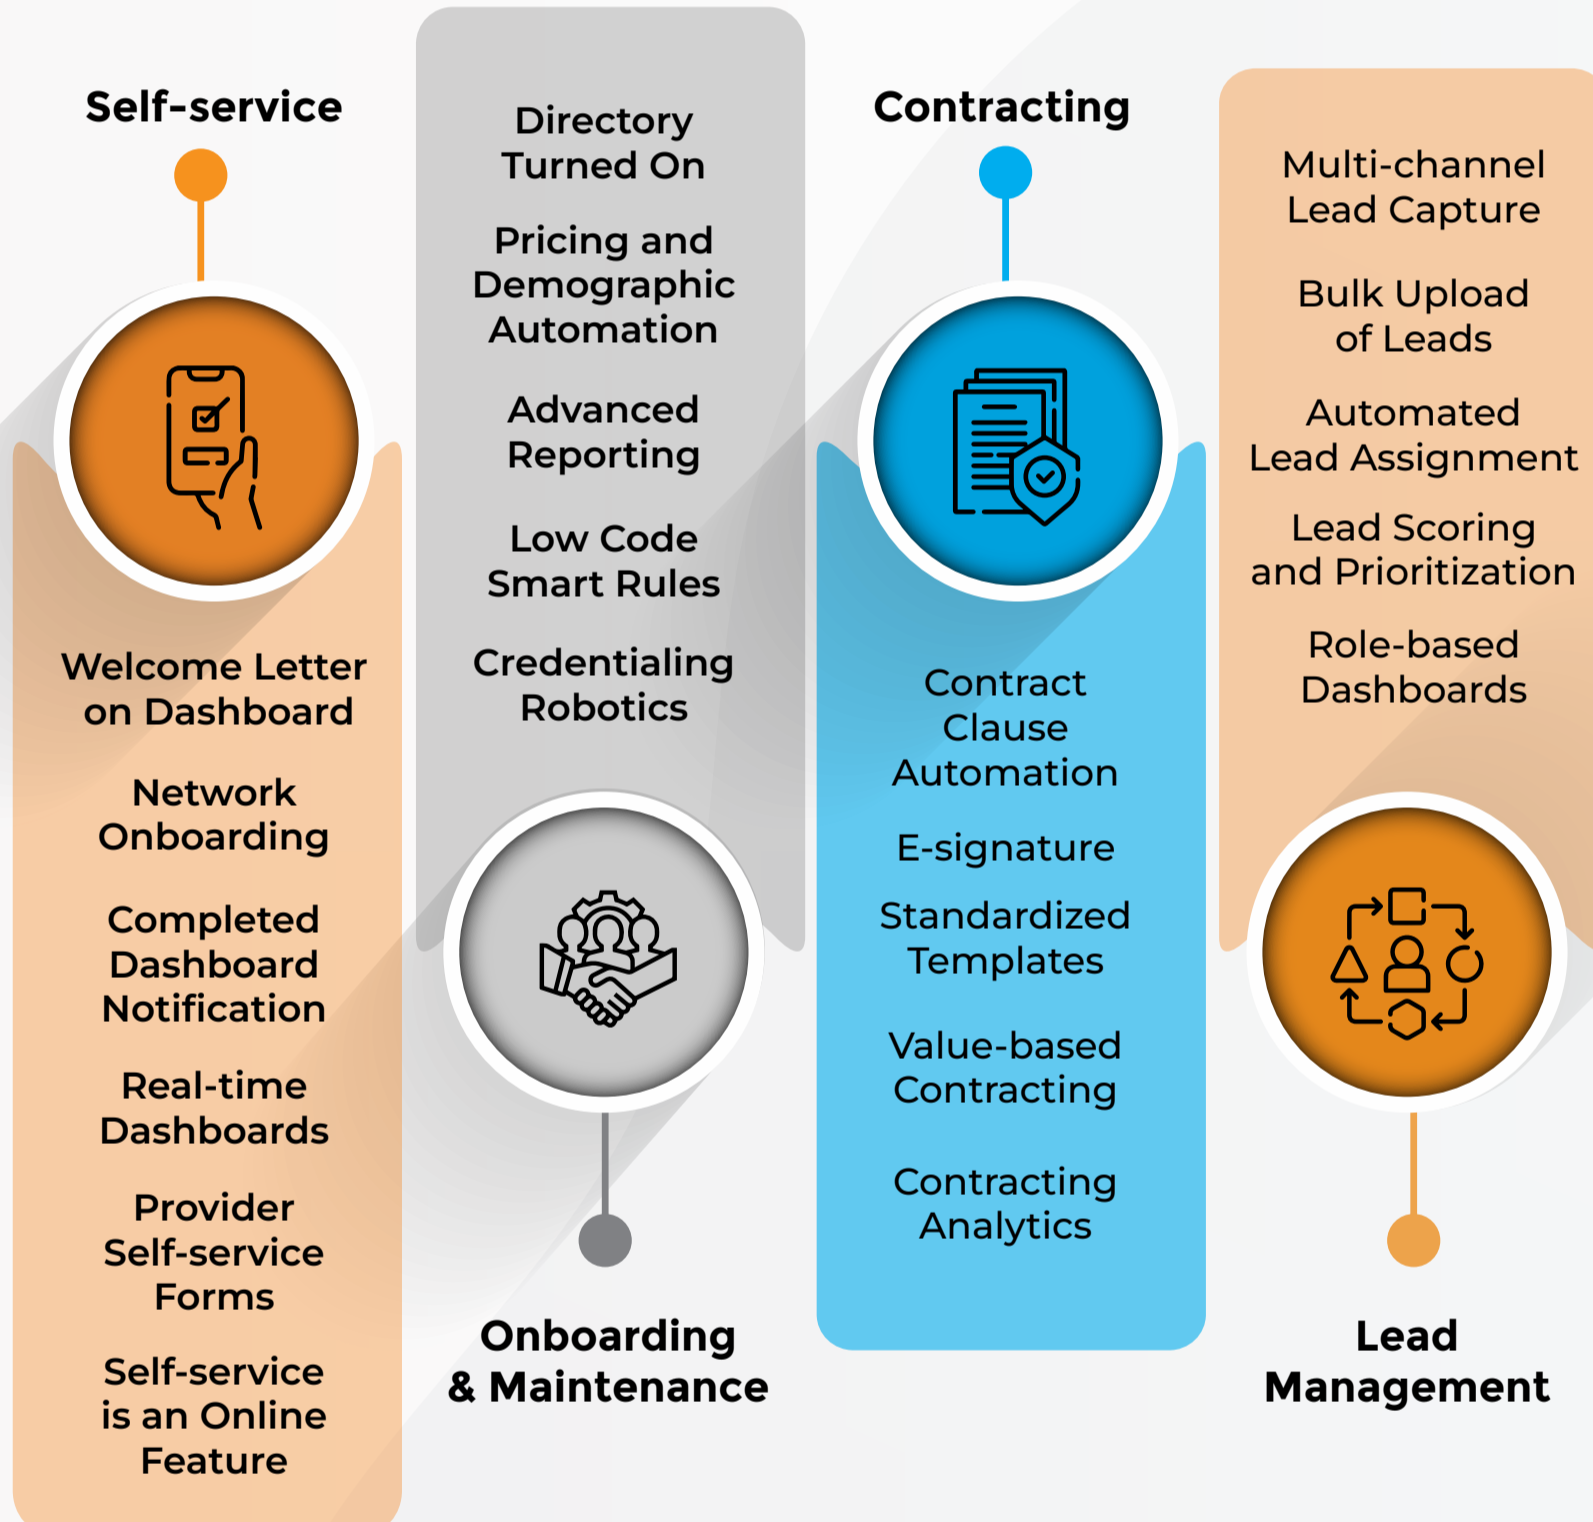 Self-service
Welcome Letter
on Dashboard
Network
Onboarding
Completed
Dashboard
Notification
Real-time
Dashboards
Provider
Self-service
Forms
Self-service
is an Online
Feature
Directory
Turned On
Pricing and
Demographic
Automation
Advanced
Reporting
Low Code
Smart Rules
Credentialing
Robotics
Onboarding
& Maintenance
Contracting
Contract
Clause
Automation
E-signature
Standardized
Templates
Value-based
Contracting
Contracting
Analytics
Multi-channel
Lead Capture
Bulk Upload
of Leads
Automated
Lead Assignment
Lead Scoring
and Prioritization
Role-based
Dashboards
Lead
Management